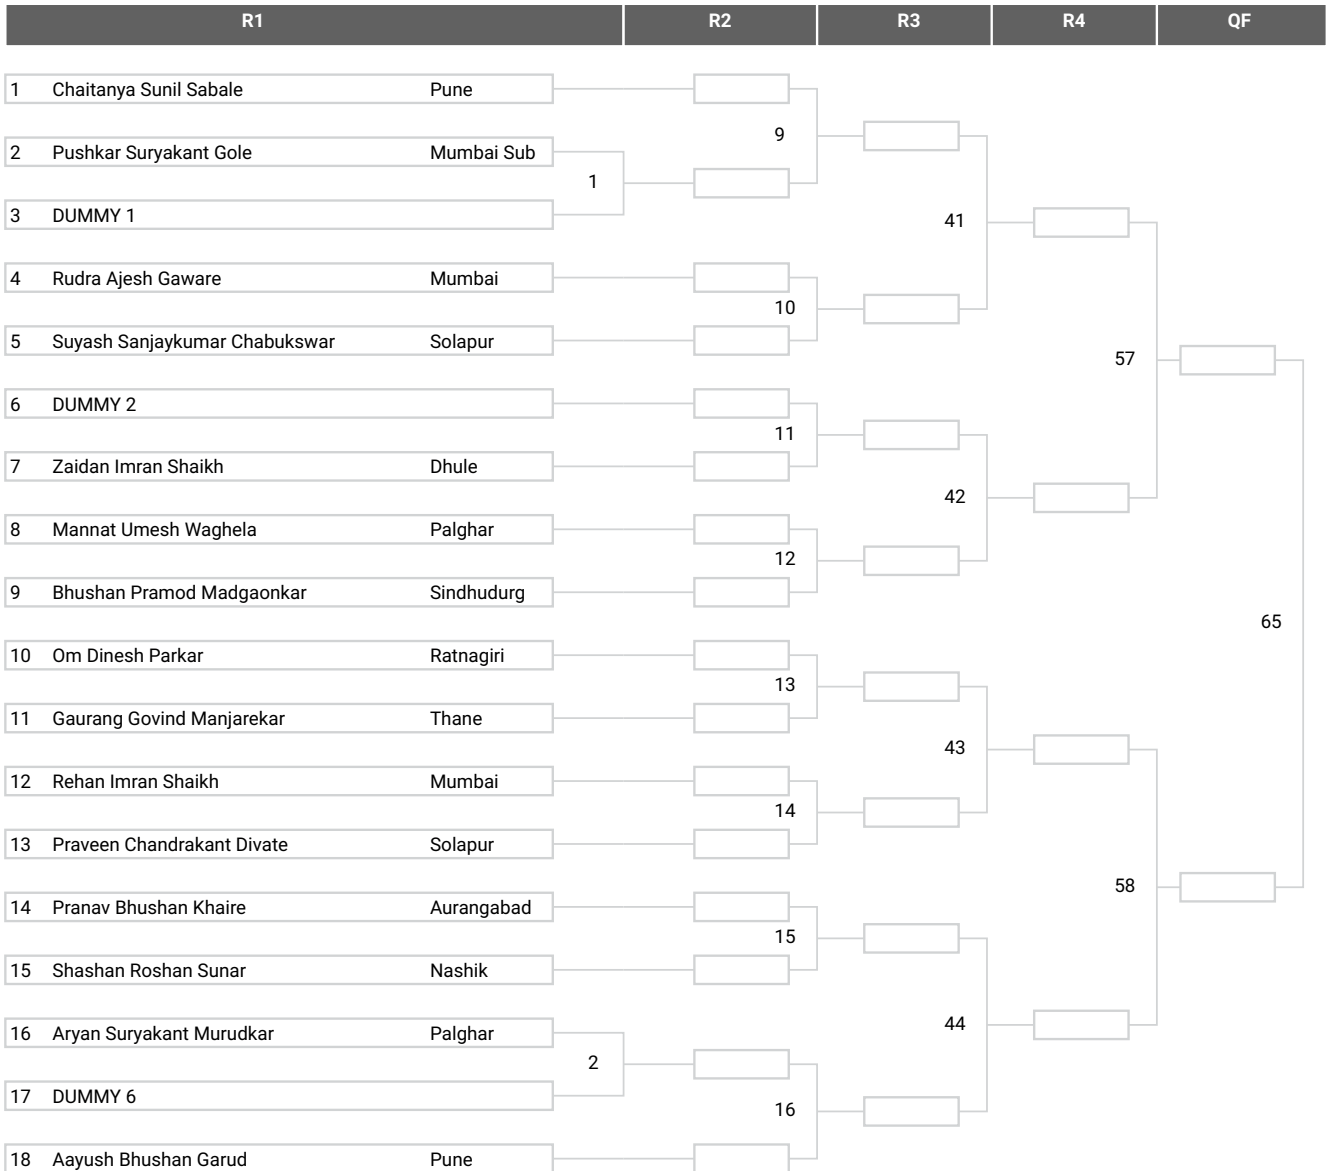 R1 R2 R3 R4 QF
1 Chaitanya Sunil Sabale Pune
9
2 Pushkar Suryakant Gole Mumbai Sub
1
3 DUMMY 1
41
4 Rudra Ajesh Gaware Mumbai
10
5 Suyash Sanjaykumar Chabukswar Solapur
57
6 DUMMY 2
11
7 Zaidan Imran Shaikh Dhule
42
8 Mannat Umesh Waghela Palghar
12
9 Bhushan Pramod Madgaonkar Sindhudurg
65
10 Om Dinesh Parkar Ratnagiri
13
11 Gaurang Govind Manjarekar Thane
43
12 Rehan Imran Shaikh Mumbai
14
13 Praveen Chandrakant Divate Solapur
58
14 Pranav Bhushan Khaire Aurangabad
15
15 Shashan Roshan Sunar Nashik
44
16 Aryan Suryakant Murudkar Palghar
2
17 DUMMY 6
16
18 Aayush Bhushan Garud Pune